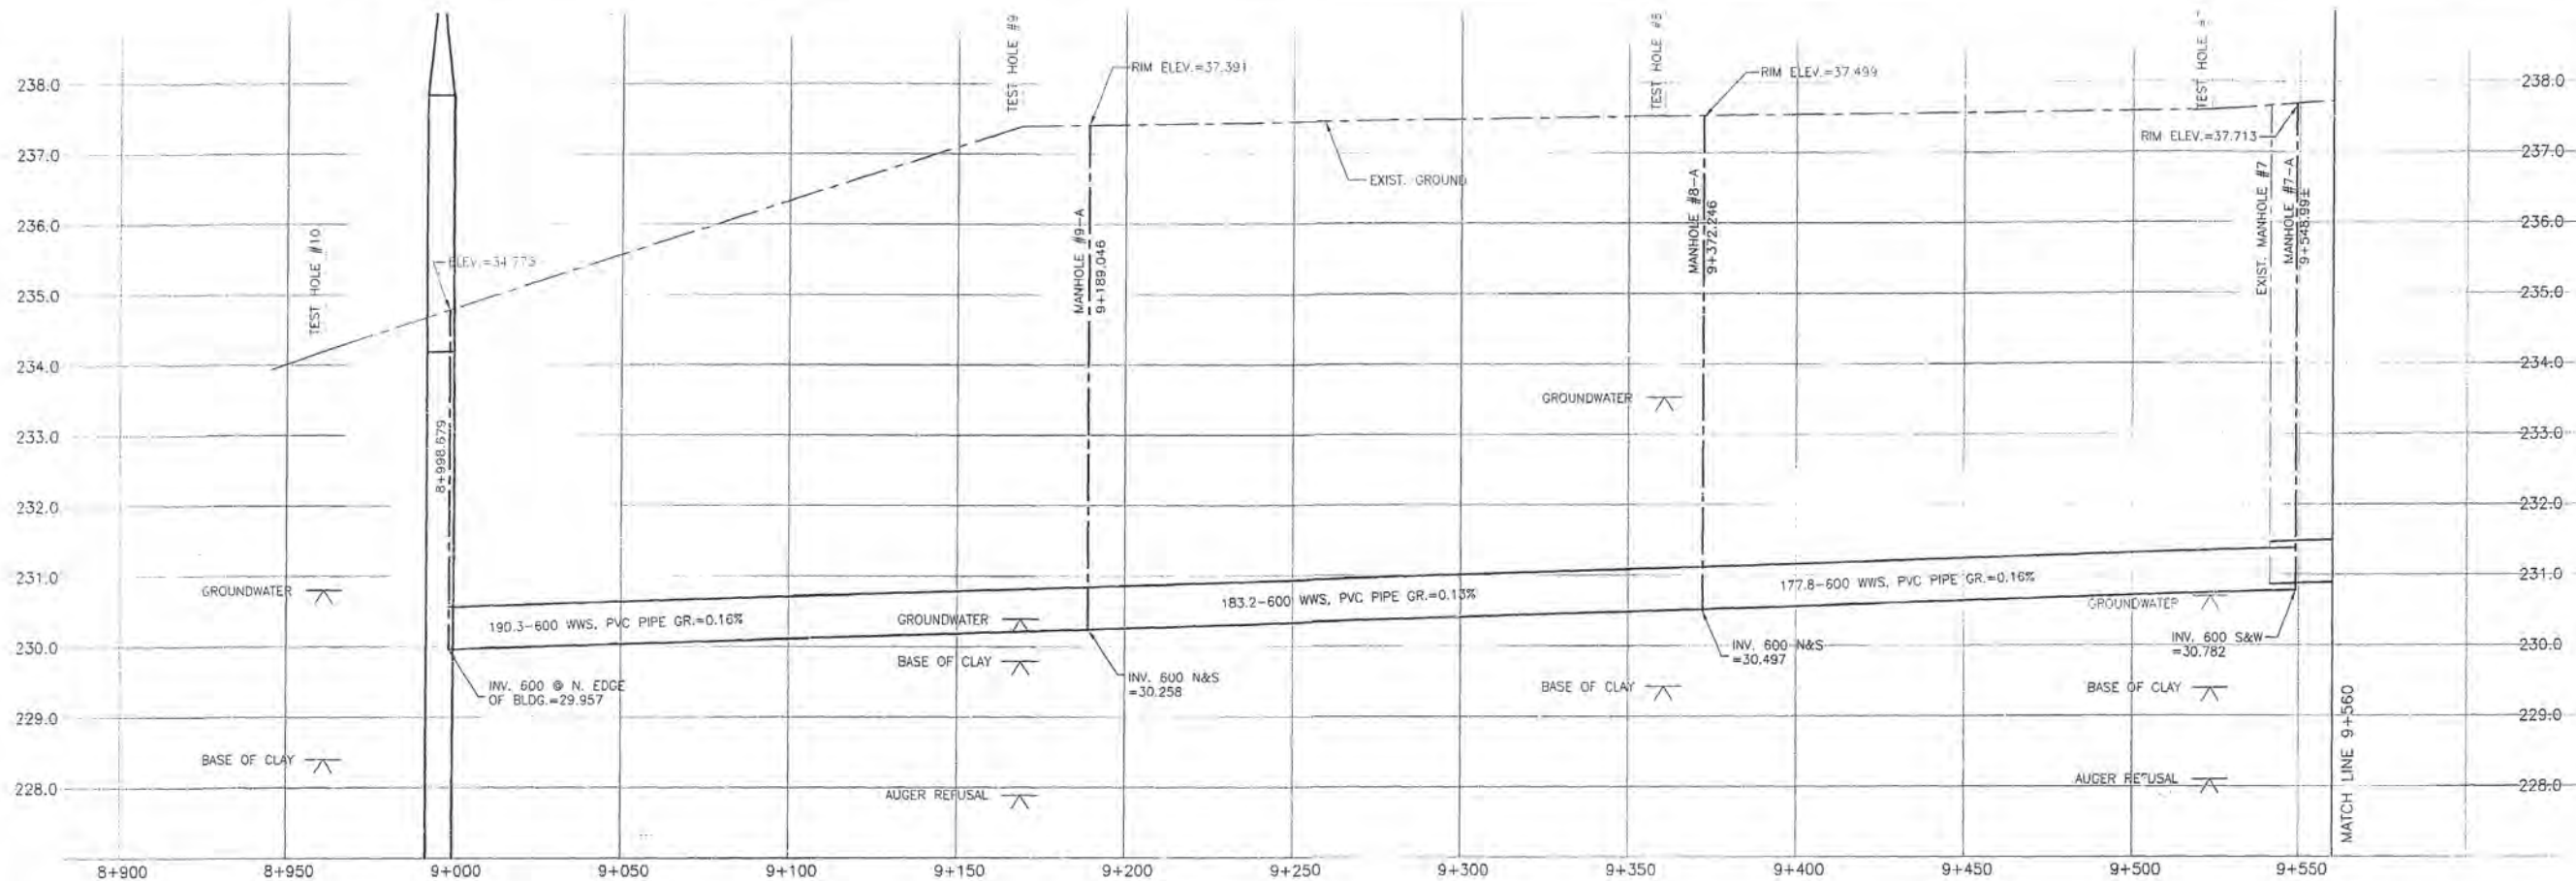 TEST HOLE #9
TEST HOLE #8
TEST HOLE
RIM ELEV.=37.391
RIM ELEV.=37.499
238.0
238.0
RIM ELEV.=37.713
237.0
237.0
EXIST. GROUND
MANHOLE #9-A
9+189.046
MANHOLE #8-A
9+372.246
EXIST. MANHOLE #7
MANHOLE #7-A
9+548.99±
236.0
236.0
TEST HOLE #10
ELEV.=34.773
235.0
235.0
234.0
234.0
GROUNDWATER
8+998.679
233.0
233.0
232.0
232.0
231.0
231.0
GROUNDWATER
190.3-600 WWS, PVC PIPE GR.=0.16%
GROUNDWATER
183.2-600 WWS, PVC PIPE GR.=0.13%
177.8-600 WWS, PVC PIPE GR.=0.16%
GROUNDWATER
230.0
230.0
INV. 600 N&S
=30.497
INV. 600 S&W
=30.782
BASE OF CLAY
INV. 600 @ N. EDGE
OF BLDG.=29.957
INV. 600 N&S
=30.258
BASE OF CLAY
BASE OF CLAY
229.0
229.0
BASE OF CLAY
AUGER REFUSAL
AUGER REFUSAL
228.0
228.0
MATCH LINE 9+560
8+900
8+950
9+000
9+050
9+100
9+150
9+200
9+250
9+300
9+350
9+400
9+450
9+500
9+550